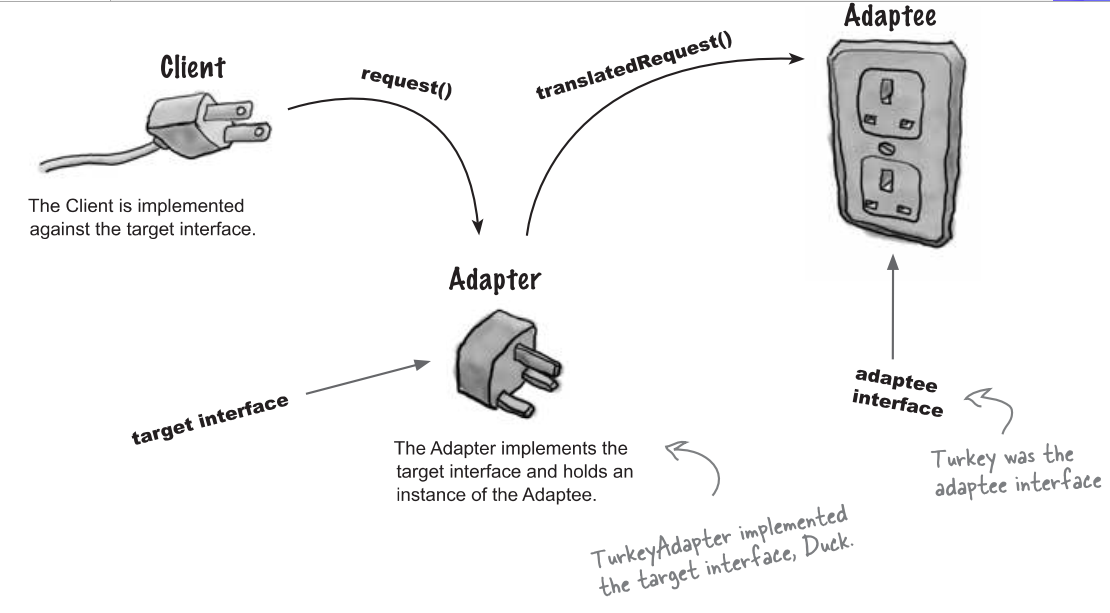 Client
request()
translatedRequest()
Adaptee
The Client is implemented
against the target interface.
Adapter
target interface
The Adapter implements the
target interface and holds an
instance of the Adaptee.
adaptee
interface
Turkey was the
adaptee interface
TurkeyAdapter implemented
the target interface, Duck.